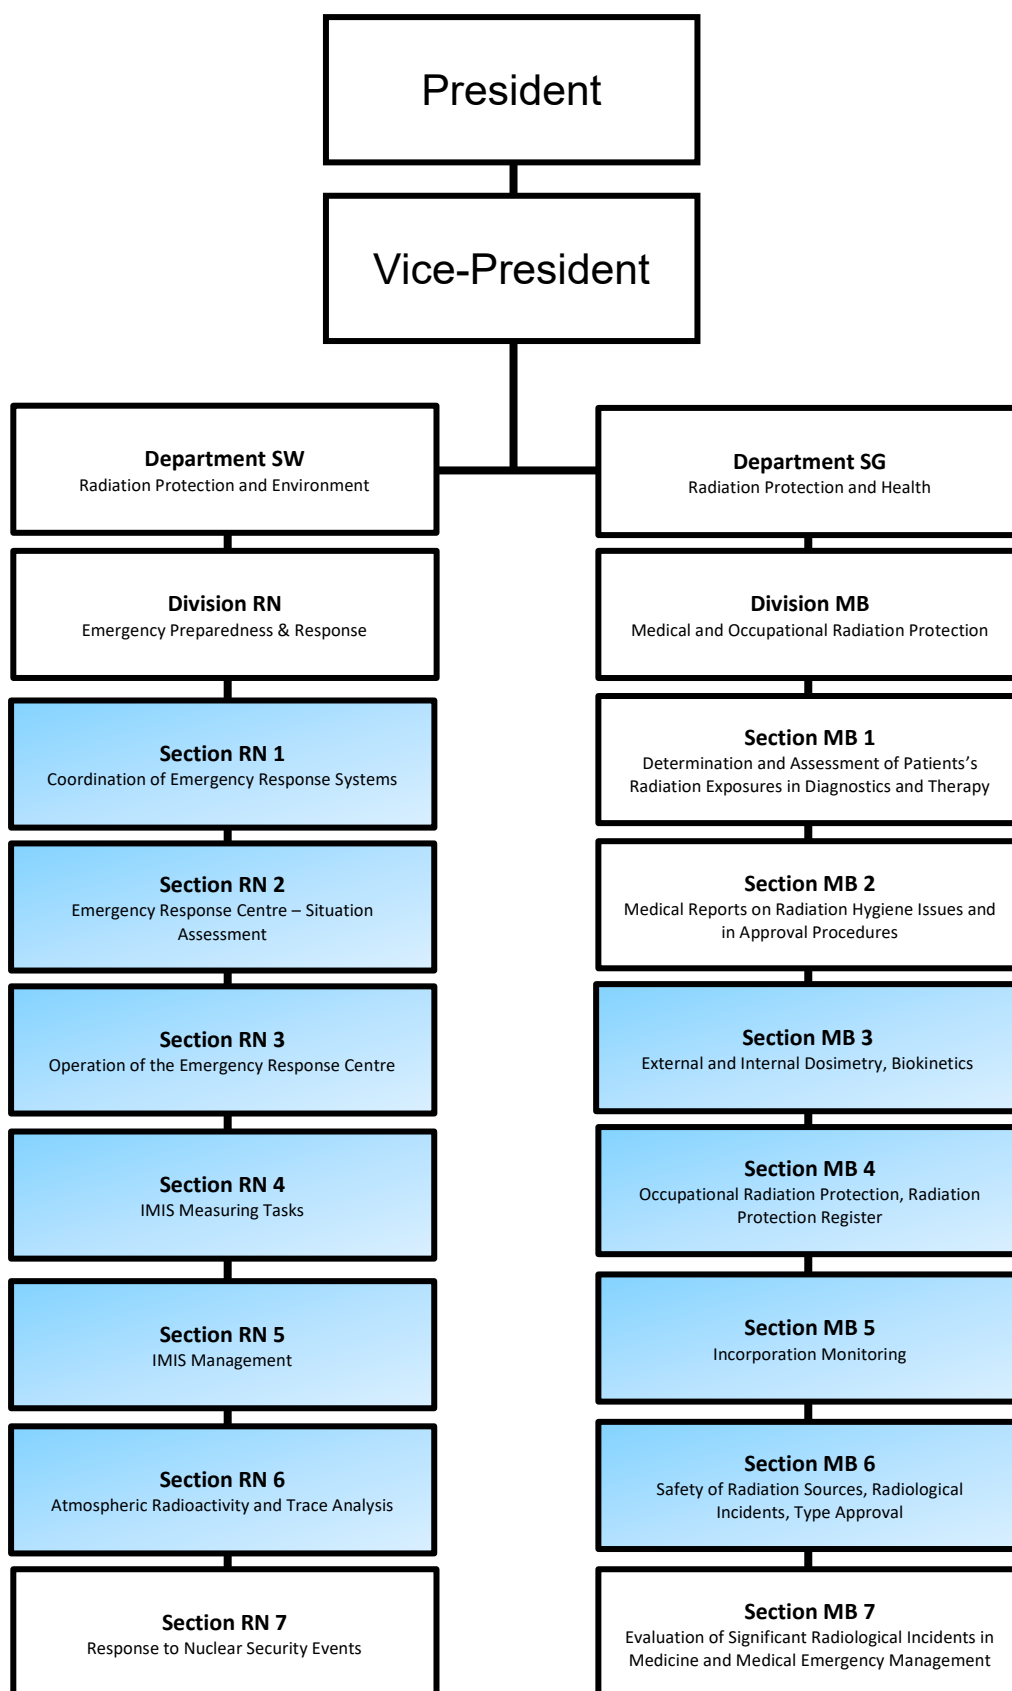 President
Vice-President
Department SW
Radiation Protection and Environment
Division RN
Emergency Preparedness & Response
Section RN 1
Coordination of Emergency Response Systems
Section RN 2
Emergency Response Centre – Situation
Assessment
Section RN 3
Operation of the Emergency Response Centre
Section RN 4
IMIS Measuring Tasks
Section RN 5
IMIS Management
Section RN 6
Atmospheric Radioactivity and Trace Analysis
Section RN 7
Response to Nuclear Security Events
Department SG
Radiation Protection and Health
Division MB
Medical and Occupational Radiation Protection
Section MB 1
Determination and Assessment of Patients’s
Radiation Exposures in Diagnostics and Therapy
Section MB 2
Medical Reports on Radiation Hygiene Issues and
in Approval Procedures
Section MB 3
External and Internal Dosimetry, Biokinetics
Section MB 4
Occupational Radiation Protection, Radiation
Protection Register
Section MB 5
Incorporation Monitoring
Section MB 6
Safety of Radiation Sources, Radiological
Incidents, Type Approval
Section MB 7
Evaluation of Significant Radiological Incidents in
Medicine and Medical Emergency Management